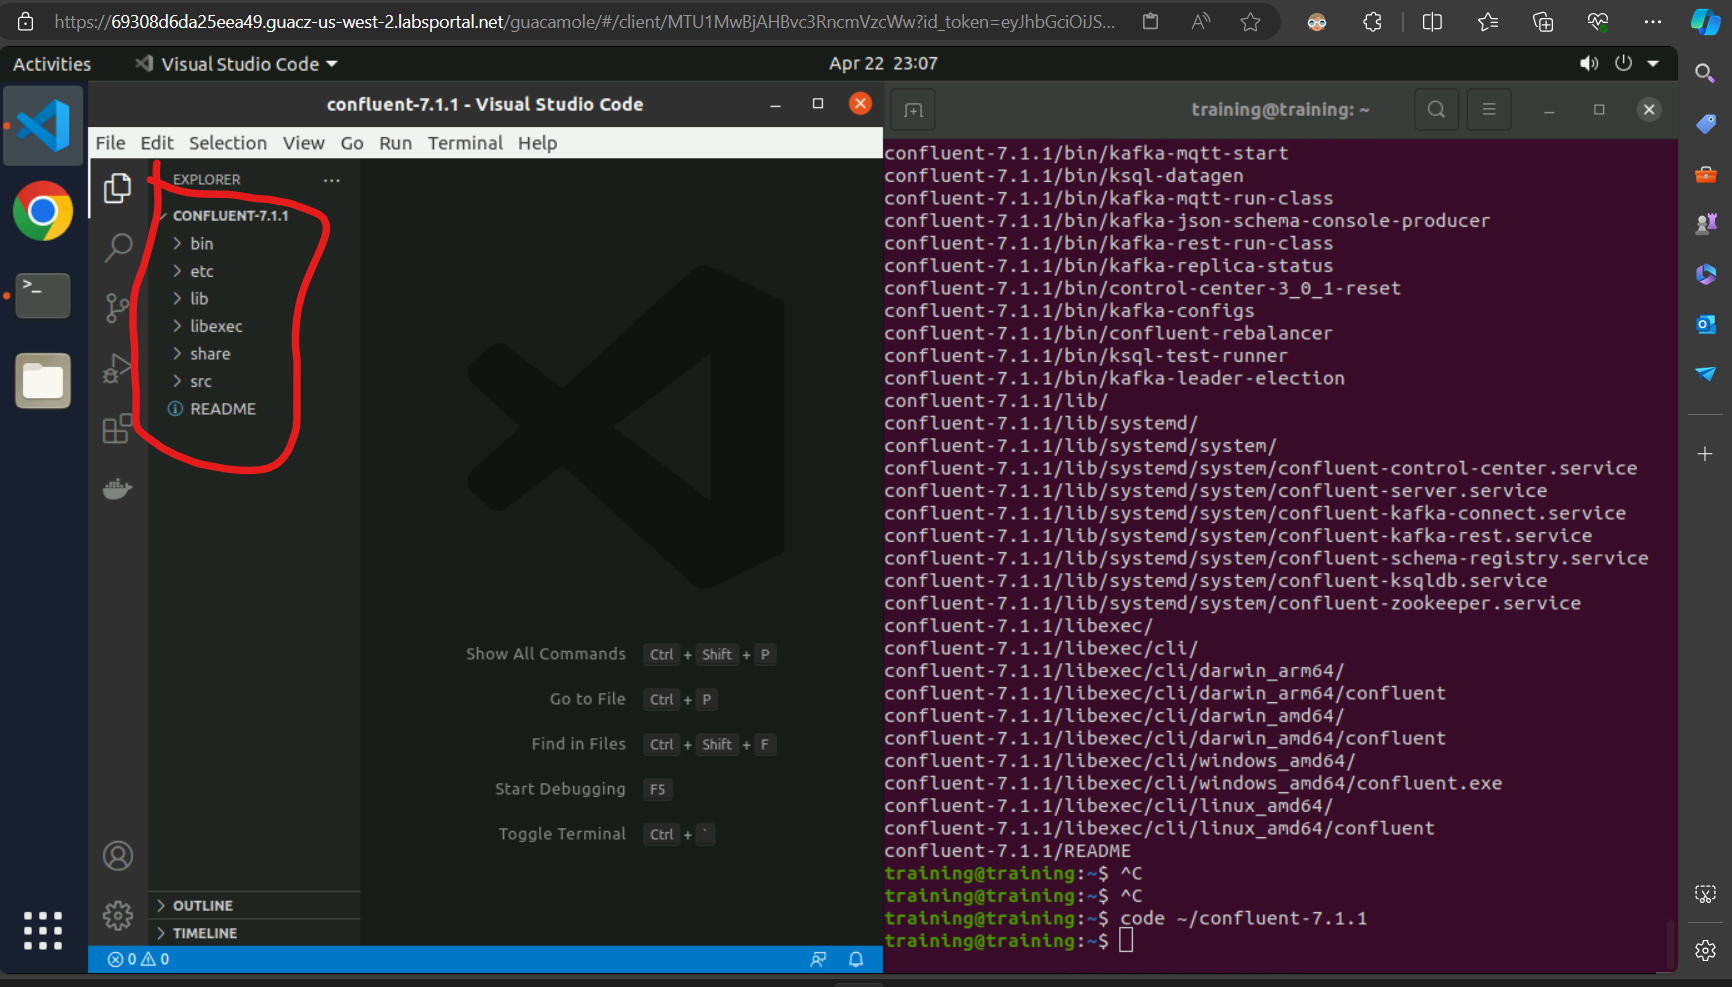 https://69308d6da25eea49.guacz-us-west-2.labsportal.net/guacamole/#/client/MTU1MwBjAHBvc3RncmVzcWw?id_token=eyJhbGciOiJS...
Activities
Visual Studio Code
Apr 22 23:07
confluent-7.1.1 - Visual Studio Code
File Edit Selection View Go Run Terminal Help
EXPLORER
CONFLUENT-7.1.1
bin
etc
lib
libexec
share
src
README
Show All Commands Ctrl + Shift + P
Go to File Ctrl + P
Find in Files Ctrl + Shift + F
Start Debugging F5
Toggle Terminal Ctrl + `
OUTLINE
TIMELINE
0 0
training@training: ~
confluent-7.1.1/bin/kafka-mqtt-start
confluent-7.1.1/bin/ksql-datagen
confluent-7.1.1/bin/kafka-mqtt-run-class
confluent-7.1.1/bin/kafka-json-schema-console-producer
confluent-7.1.1/bin/kafka-rest-run-class
confluent-7.1.1/bin/kafka-replica-status
confluent-7.1.1/bin/control-center-3_0_1-reset
confluent-7.1.1/bin/kafka-configs
confluent-7.1.1/bin/confluent-rebalancer
confluent-7.1.1/bin/ksql-test-runner
confluent-7.1.1/bin/kafka-leader-election
confluent-7.1.1/lib/
confluent-7.1.1/lib/systemd/
confluent-7.1.1/lib/systemd/system/
confluent-7.1.1/lib/systemd/system/confluent-control-center.service
confluent-7.1.1/lib/systemd/system/confluent-server.service
confluent-7.1.1/lib/systemd/system/confluent-kafka-connect.service
confluent-7.1.1/lib/systemd/system/confluent-kafka-rest.service
confluent-7.1.1/lib/systemd/system/confluent-schema-registry.service
confluent-7.1.1/lib/systemd/system/confluent-ksqldb.service
confluent-7.1.1/lib/systemd/system/confluent-zookeeper.service
confluent-7.1.1/libexec/
confluent-7.1.1/libexec/cli/
confluent-7.1.1/libexec/cli/darwin_arm64/
confluent-7.1.1/libexec/cli/darwin_arm64/confluent
confluent-7.1.1/libexec/cli/darwin_amd64/
confluent-7.1.1/libexec/cli/darwin_amd64/confluent
confluent-7.1.1/libexec/cli/windows_amd64/
confluent-7.1.1/libexec/cli/windows_amd64/confluent.exe
confluent-7.1.1/libexec/cli/linux_amd64/
confluent-7.1.1/libexec/cli/linux_amd64/confluent
confluent-7.1.1/README
training@training:~$ ^C
training@training:~$ ^C
training@training:~$ code ~/confluent-7.1.1
training@training:~$